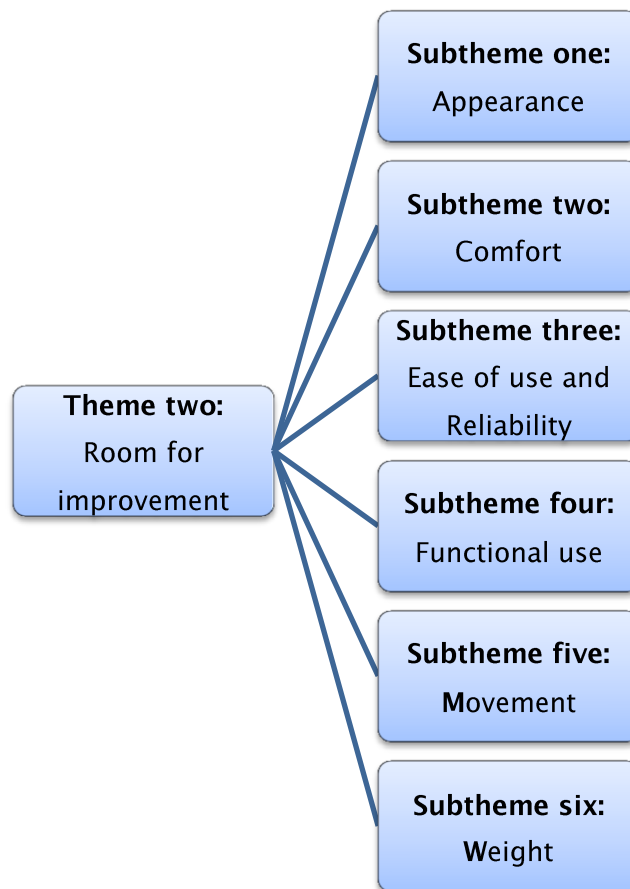 Subtheme one:
Appearance
Subtheme two:
Comfort
Subtheme three:
Ease of use and
Reliability
Theme two:
Room for
improvement
Subtheme four:
Functional use
Subtheme five:
Movement
Subtheme six:
Weight